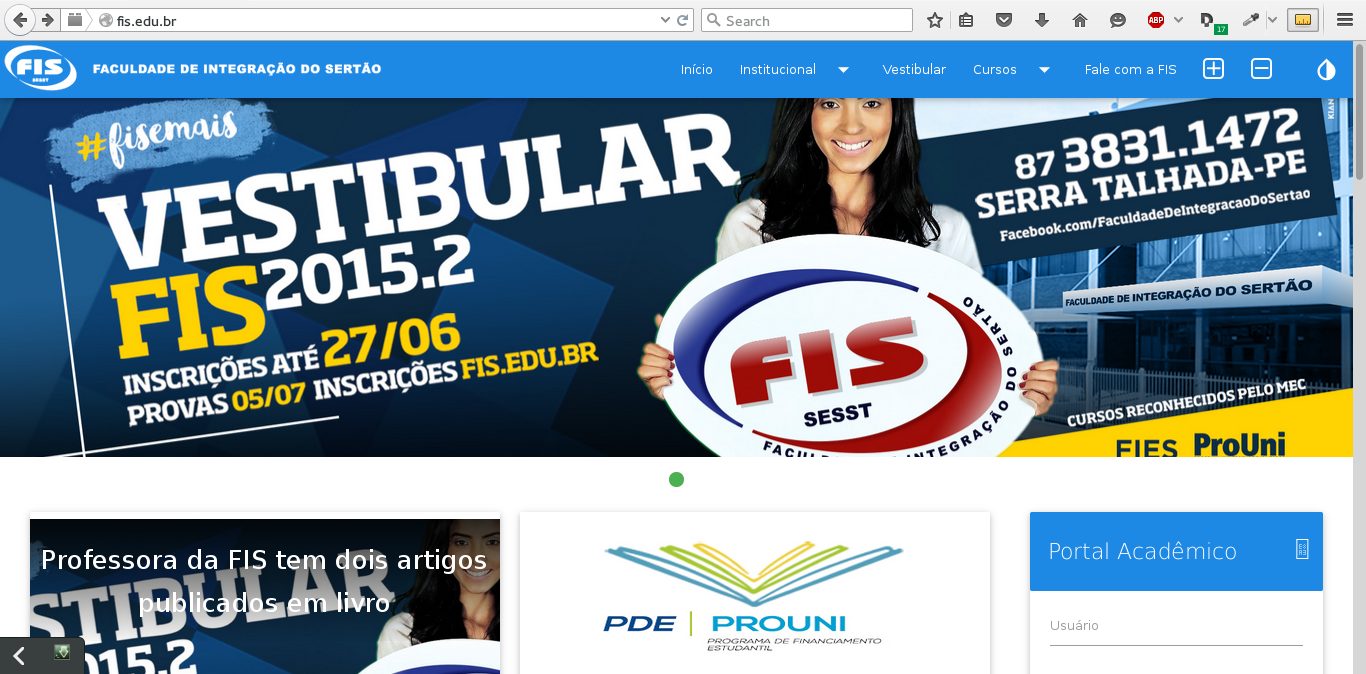 fis.edu.br
Search
ABP
17
FIS
SESST
FACULDADE DE INTEGRAÇÃO DO SERTÃO
Início
Institucional
Vestibular
Cursos
Fale com a FIS
#fisemais
VESTIBULAR
FIS2015.2
INSCRIÇÕES ATÉ 27/06
PROVAS 05/07 INSCRIÇÕES FIS.EDU.BR
87 3831.1472
SERRA TALHADA-PE
Facebook.com/FaculdadeDeIntegracaoDoSertao
KIAN
FACULDADE DE INTEGRAÇÃO DO SERTÃO
FIS
SESST
FACULDADE DE INTEGRAÇÃO DO SERTÃO
CURSOS RECONHECIDOS PELO MEC
FIES ProUni
Professora da FIS tem dois artigos
publicados em livro
STIBULAR
2015.2
PDE | PROUNI
PROGRAMA DE FINANCIAMENTO
ESTUDANTIL
Portal Acadêmico
Usuário